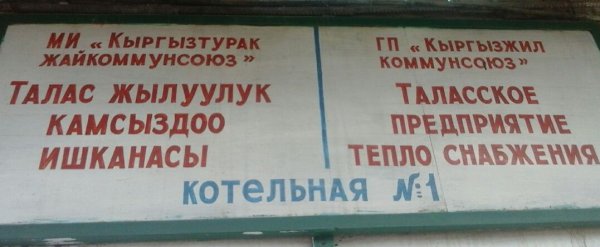 МИ « Кыргызтурак
жайкоммунсоюз»
Талас жылуулук
камсыздоо
ишканасы
ГП « Кыргызжил
коммунсоюз»
Таласское
предприятие
тепло снабжения
котельная №1